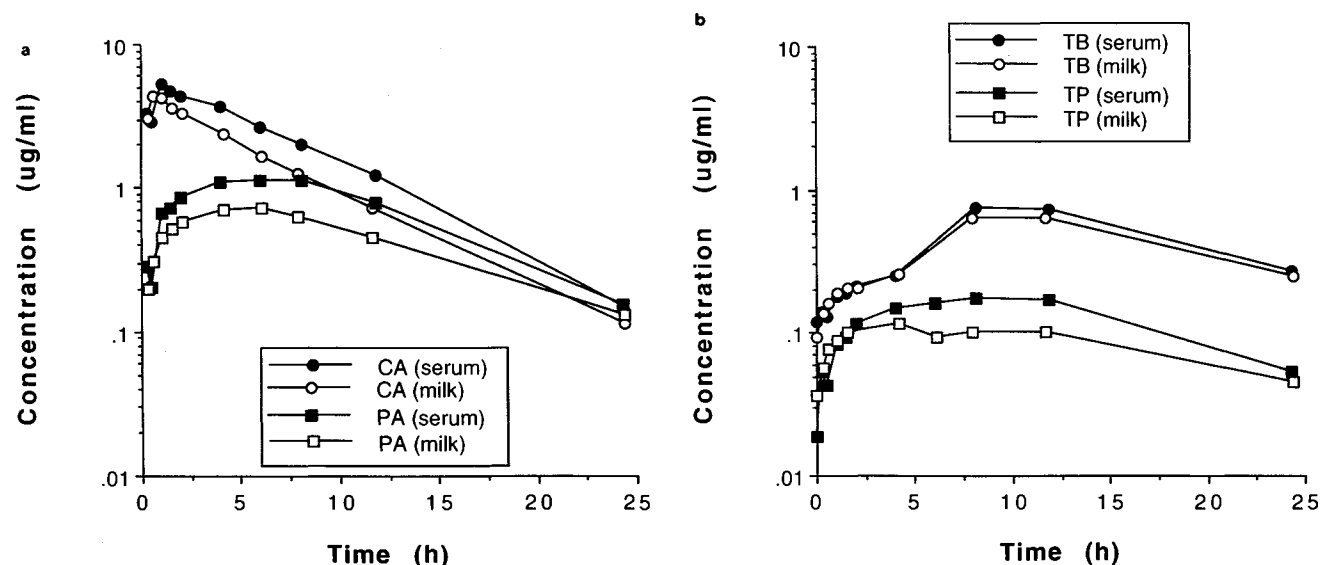 a
Concentration (ug/ml)
10
1
.1
.01
CA (serum)
CA (milk)
PA (serum)
PA (milk)
0
5
10
15
20
25
Time (h)
b
Concentration (ug/ml)
10
1
.1
.01
TB (serum)
TB (milk)
TP (serum)
TP (milk)
0
5
10
15
20
25
Time (h)